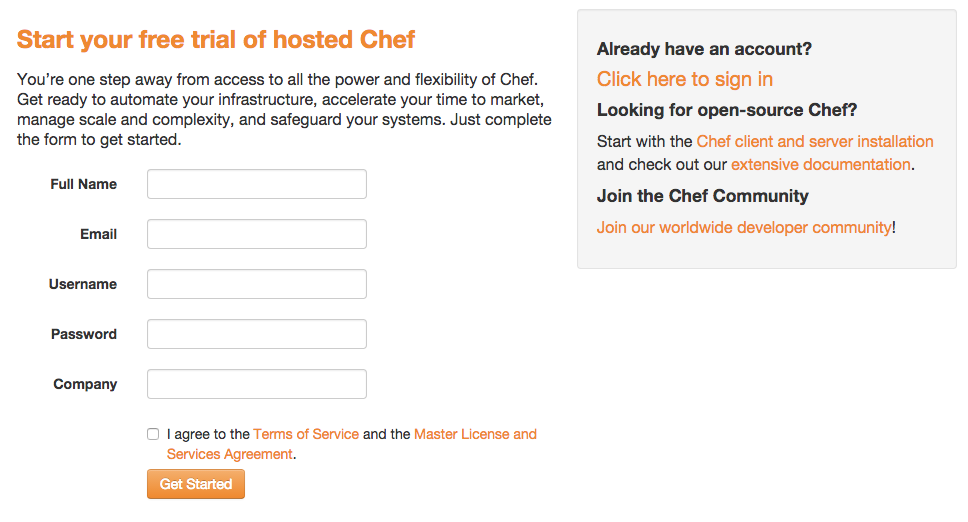 Start your free trial of hosted Chef
You’re one step away from access to all the power and flexibility of Chef.
Get ready to automate your infrastructure, accelerate your time to market,
manage scale and complexity, and safeguard your systems. Just complete
the form to get started.
Full Name
Email
Username
Password
Company
I agree to the Terms of Service and the Master License and
Services Agreement.
Get Started
Already have an account?
Click here to sign in
Looking for open-source Chef?
Start with the Chef client and server installation
and check out our extensive documentation.
Join the Chef Community
Join our worldwide developer community!